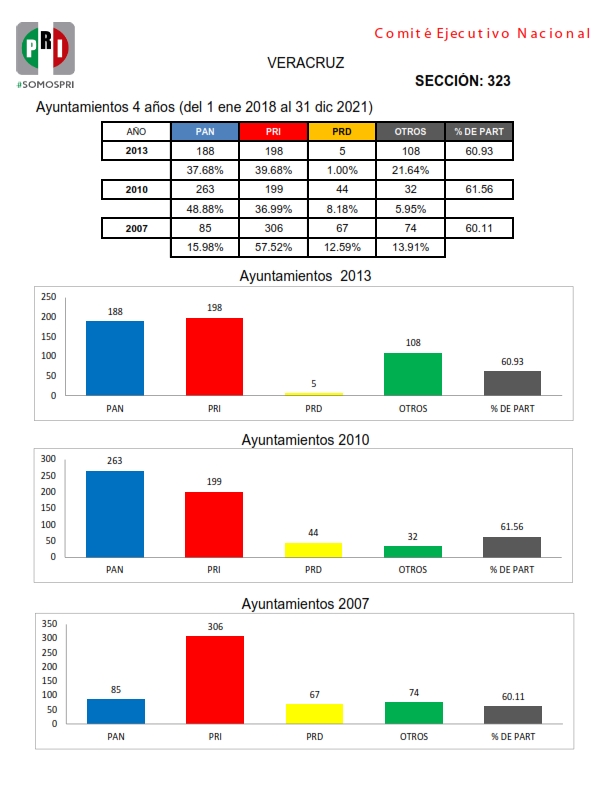 Comité Ejecutivo Nacional
PRI
#SOMOSPRI
VERACRUZ
SECCIÓN: 323
Ayuntamientos 4 años (del 1 ene 2018 al 31 dic 2021)
AÑO PAN PRI PRD OTROS % DE PART
2013 188 198 5 108 60.93
37.68% 39.68% 1.00% 21.64%
2010 263 199 44 32 61.56
48.88% 36.99% 8.18% 5.95%
2007 85 306 67 74 60.11
15.98% 57.52% 12.59% 13.91%
Ayuntamientos 2013
250
200
150
100
50
0
188 198 5 108 60.93
PAN PRI PRD OTROS % DE PART
Ayuntamientos 2010
300
250
200
150
100
50
0
263 199 44 32 61.56
PAN PRI PRD OTROS % DE PART
Ayuntamientos 2007
350
300
250
200
150
100
50
0
85 306 67 74 60.11
PAN PRI PRD OTROS % DE PART